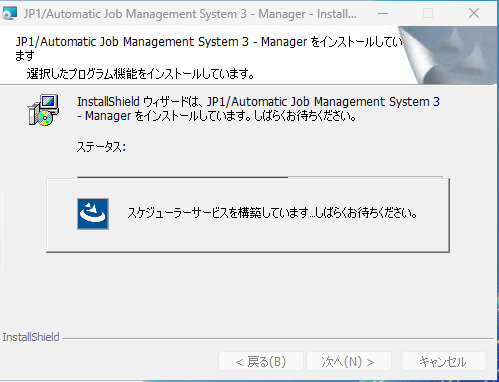 JP1/Automatic Job Management System 3 - Manager - Install...
JP1/Automatic Job Management System 3 - Manager をインストールしてい
ます
選択したプログラム機能をインストールしています。
InstallShield ウィザードは、JP1/Automatic Job Management System 3
- Manager をインストールしています。しばらくお待ちください。
ステータス:
スケジューラーサービスを構築しています...しばらくお待ちください。
InstallShield
< 戻る(B)
次へ(N) >
キャンセル